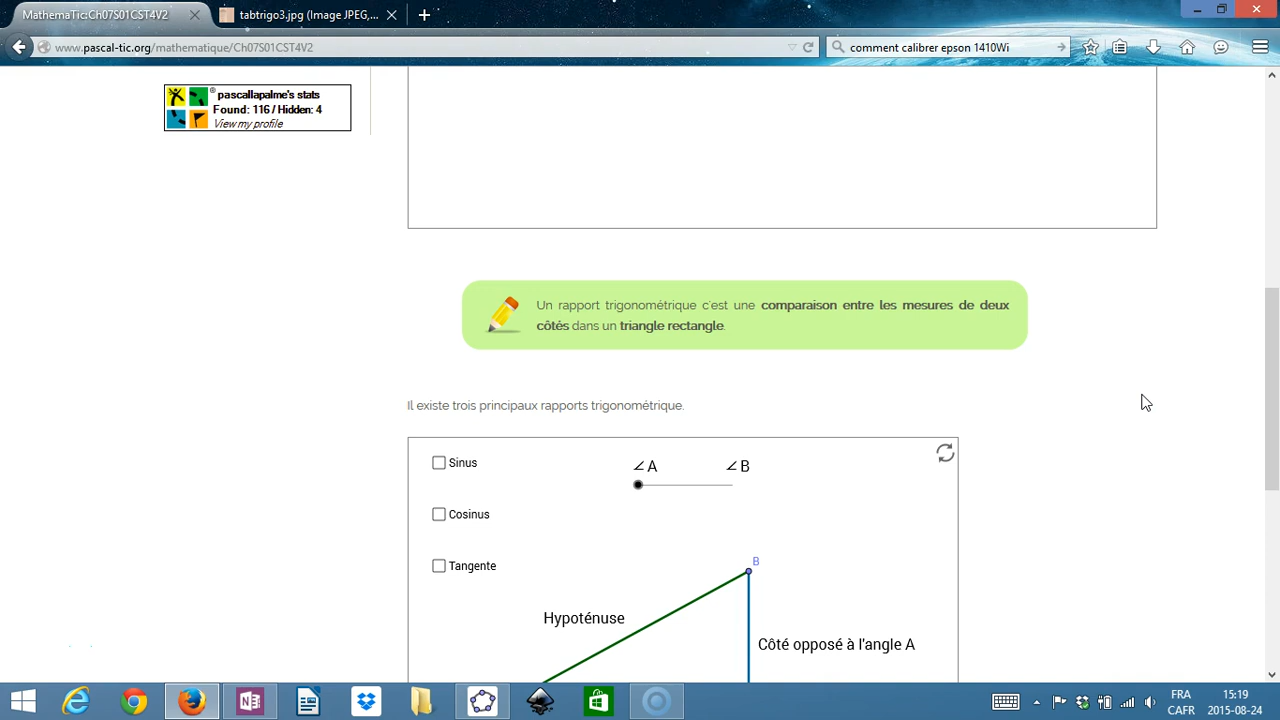 MathemaTic:Ch07S01CST4V2
tabtrigo3.jpg (Image JPEG,...
www.pascal-tic.org/mathematique/Ch07S01CST4V2
comment calibrer epson 1410Wi
pascallapalme's stats
Found: 116 / Hidden: 4
View my profile
Un rapport trigonométrique c'est une comparaison entre les mesures de deux
côtés dans un triangle rectangle.
Il existe trois principaux rapports trigonométrique.
Sinus
∠ A
∠ B
Cosinus
Tangente
B
Hypoténuse
Côté opposé à l'angle A
FRA
CAFR
15:19
2015-08-24